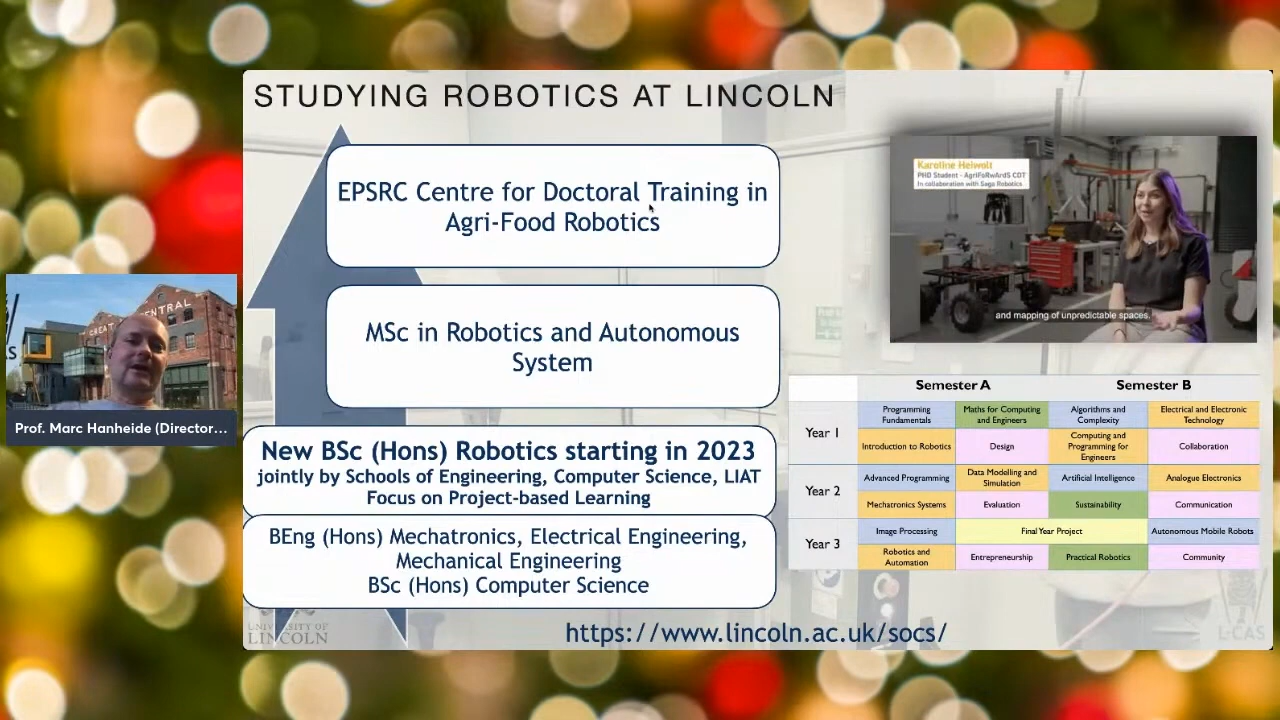 STUDYING ROBOTICS AT LINCOLN
EPSRC Centre for Doctoral Training in
Agri-Food Robotics
MSc in Robotics and Autonomous
System
New BSc (Hons) Robotics starting in 2023
jointly by Schools of Engineering, Computer Science, LIAT
Focus on Project-based Learning
BEng (Hons) Mechatronics, Electrical Engineering,
Mechanical Engineering
BSc (Hons) Computer Science
UNIVERSITY OF
LINCOLN
https://www.lincoln.ac.uk/socs/
Karoline Heiwolt
PHD Student - AgriFoRwArdS CDT
In collaboration with Saga Robotics
and mapping of unpredictable spaces.
Semester A Semester B
Year 1
Programming Fundamentals
Maths for Computing and Engineers
Algorithms and Complexity
Electrical and Electronic Technology
Introduction to Robotics
Design
Computing and Programming for Engineers
Collaboration
Year 2
Advanced Programming
Data Modelling and Simulation
Artificial Intelligence
Analogue Electronics
Mechatronics Systems
Evaluation
Sustainability
Communication
Year 3
Image Processing
Final Year Project
Autonomous Mobile Robots
Robotics and Automation
Entrepreneurship
Practical Robotics
Community
L-CAS
Prof. Marc Hanheide (Director...